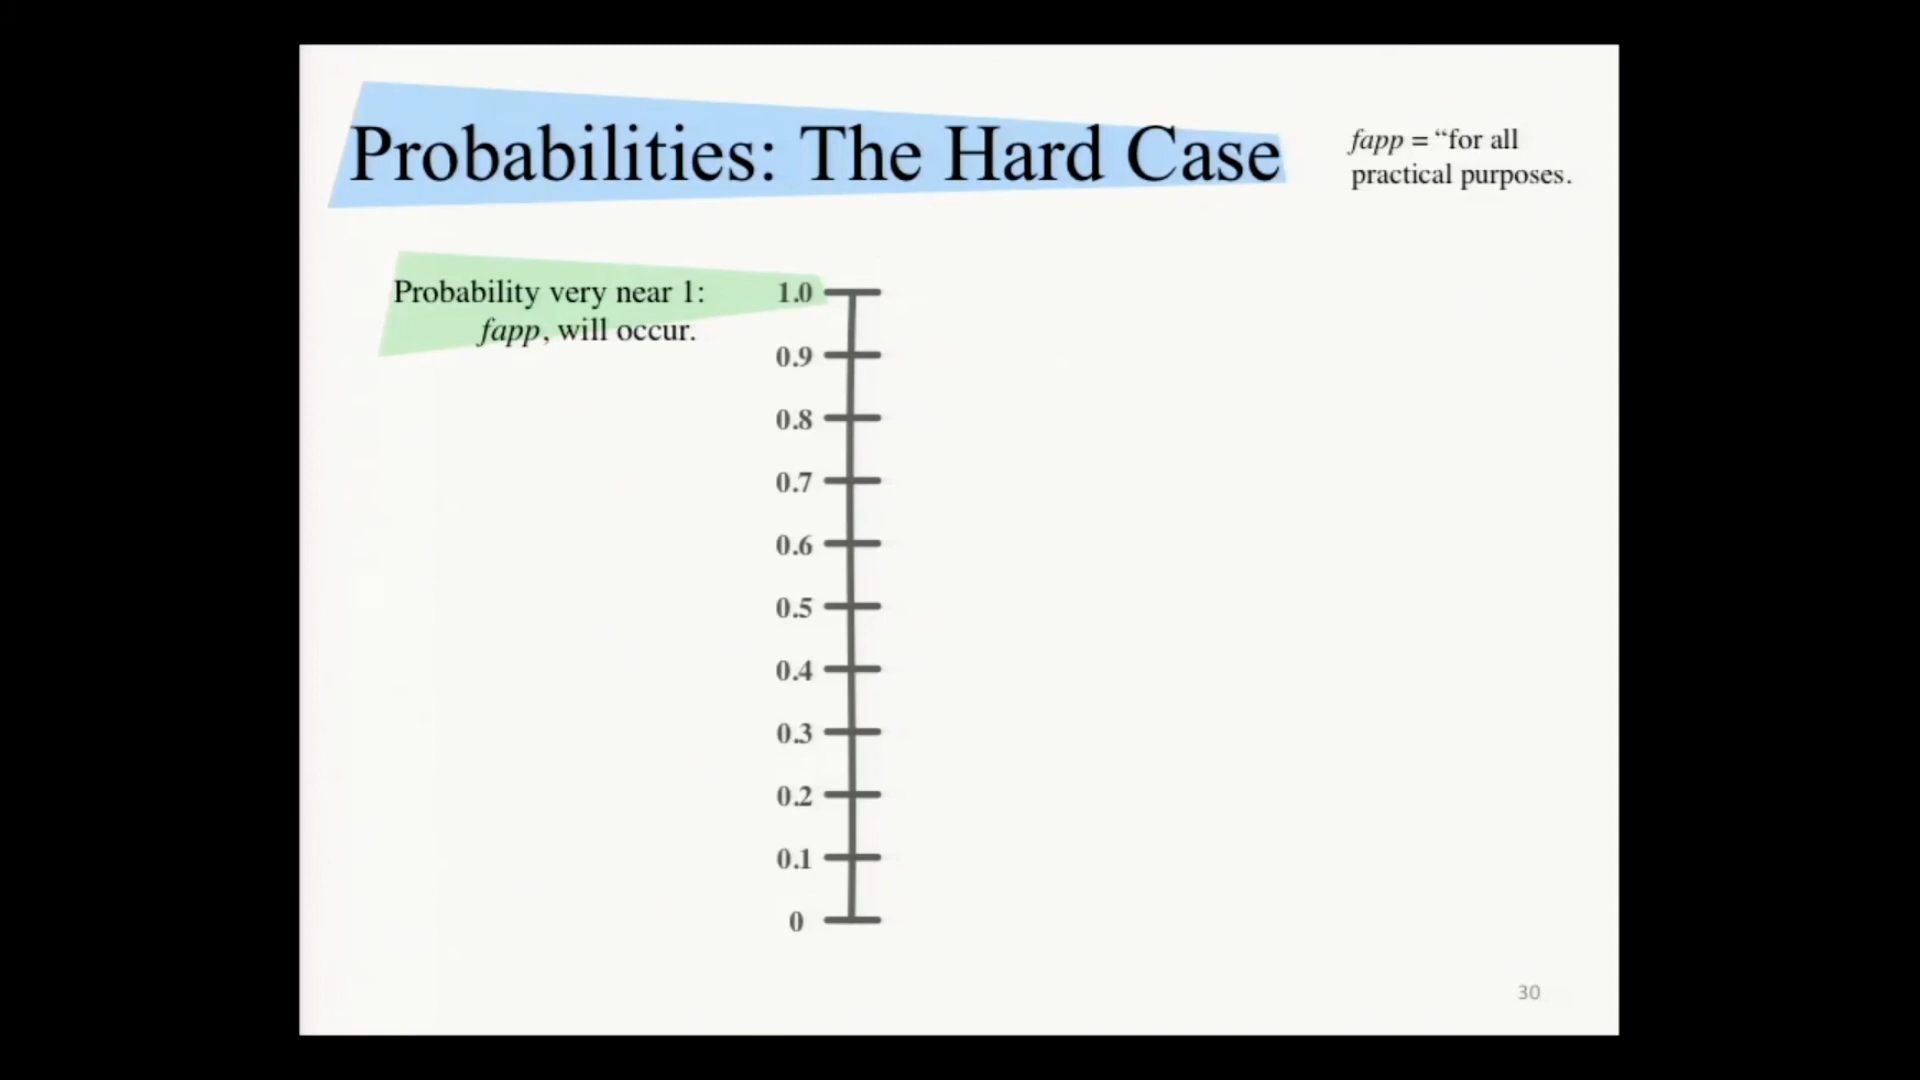 Probabilities: The Hard Case
fapp = “for all
practical purposes.
Probability very near 1:
fapp, will occur.
1.0
0.9
0.8
0.7
0.6
0.5
0.4
0.3
0.2
0.1
0
30